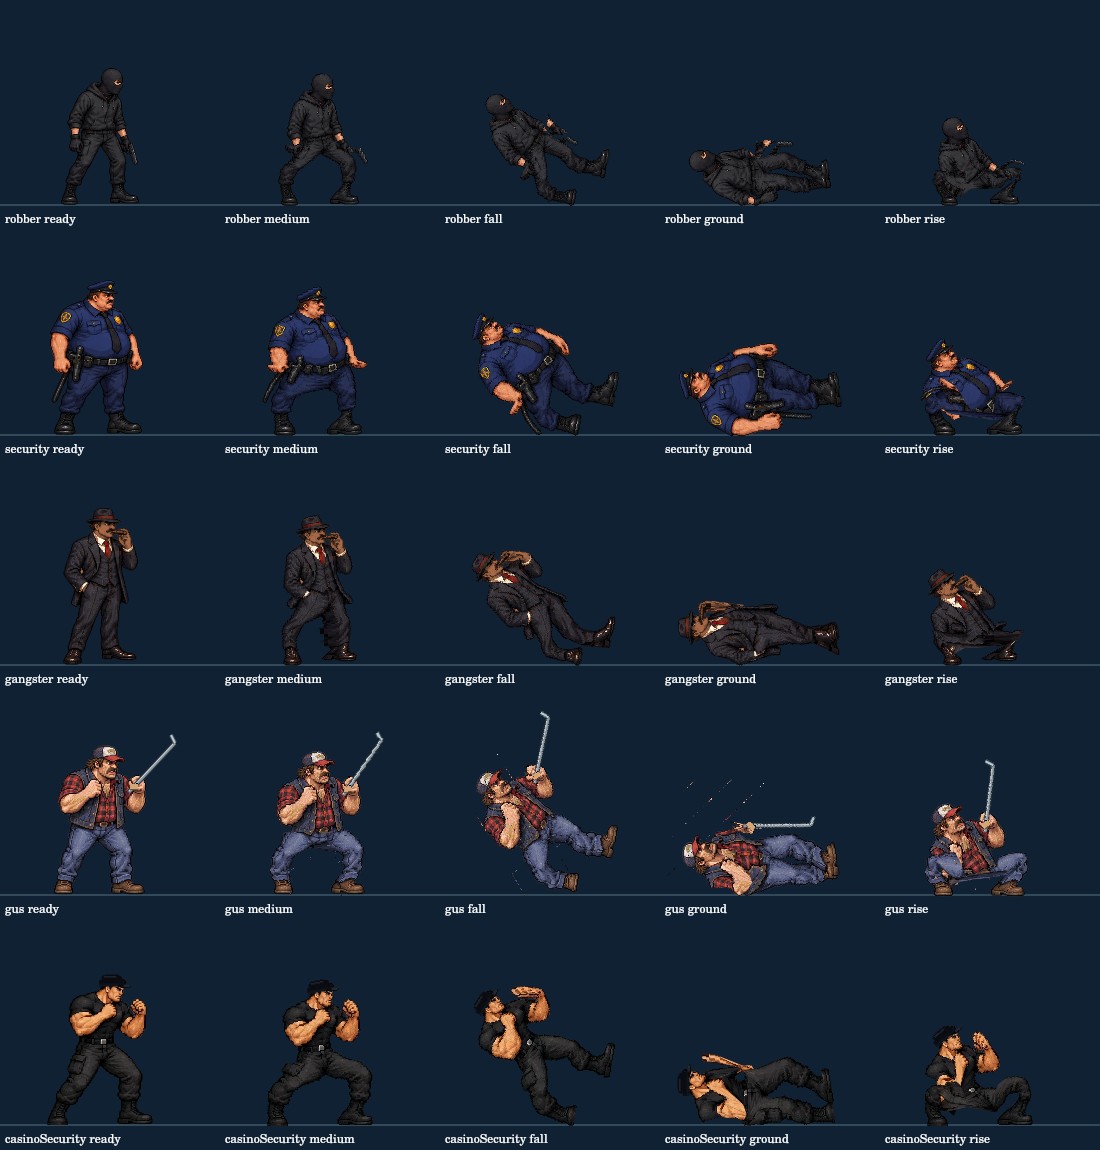 robber ready
robber medium
robber fall
robber ground
robber rise
security ready
security medium
security fall
security ground
security rise
gangster ready
gangster medium
gangster fall
gangster ground
gangster rise
gus ready
gus medium
gus fall
gus ground
gus rise
casinoSecurity ready
casinoSecurity medium
casinoSecurity fall
casinoSecurity ground
casinoSecurity rise